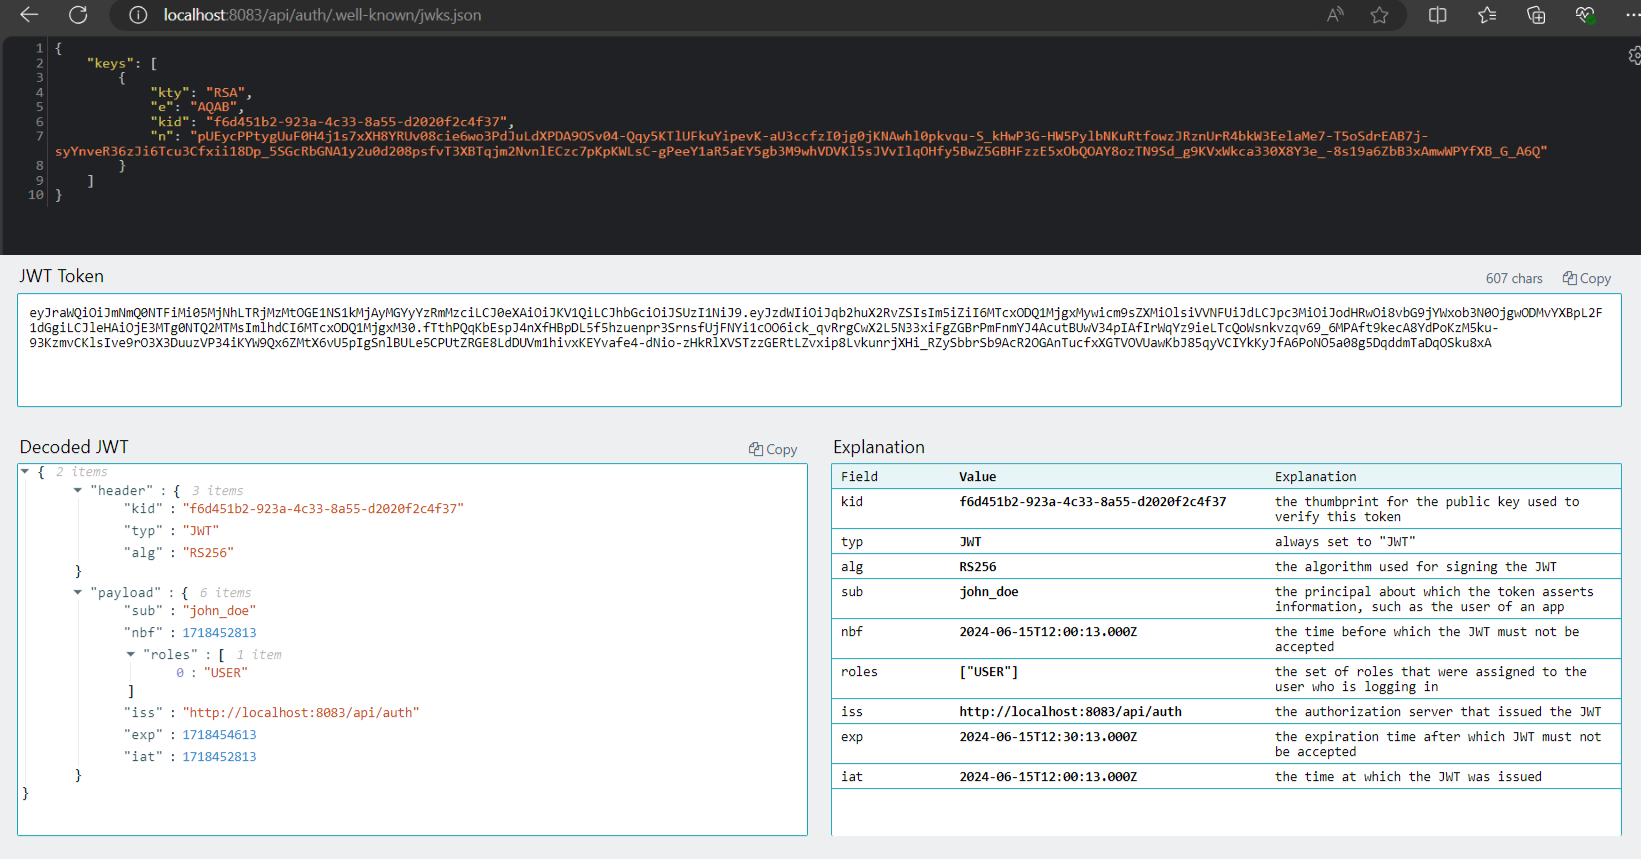 localhost:8083/api/auth/.well-known/jwks.json
1 {
2 "keys": [
3 {
4 "kty": "RSA",
5 "e": "AQAB",
6 "kid": "f6d451b2-923a-4c33-8a55-d2020f2c4f37",
7 "n": "pUEycPPtygUuF0H4j1s7xXH8YRUv08cie6wo3PdJuLdXPDA9OSv04-Qqy5KTlUFkuYipevK-aU3ccfzI0jg0jKNAwhl0pkvqu-S_kHwP3G-HW5PylbNKuRtfowzJRznUrR4bkW3EelaMe7-T5oSdrEAB7j-
syYnveR36zJi6Tcu3Cfxii18Dp_5SGcRbGNA1y2u0d208psfvT3XBTqjm2NvnlECzc7pKpKWLsC-gPeeY1aR5aEY5gb3M9whVDVKl5sJVvIlqOHfy5BwZ5GBHFzzE5xObQOAY8ozTN9Sd_g9KVxWkca330X8Y3e_-8s19a6ZbB3xAmwWPYfXB_G_A6Q"
8 }
9 ]
10 }
JWT Token
607 chars
Copy
eyJraWQiOiJmNmQ0NTFiMi05MjNhLTRjMzMtOGE1NS1kMjAyMGYyYzRmMzciLCJ0eXAiOiJKV1QiLCJhbGciOiJSUzI1NiJ9.eyJzdWIiOiJqb2huX2RvZSIsIm5iZiI6MTcxODQ1MjgxMywicm9sZXMiOlsiVVNFUiJdLCJpc3MiOiJodHRwOi8vbG9jYWxob3N0OjgwODMvYXBpL2F
1dGgiLCJleHAiOjE3MTg0NTQ2MTMsImlhdCI6MTcxODQ1MjgxM30.fTthPQqKbEspJ4nXfHBpDL5f5hzuenpr3SrnsfUjFNYi1cOO6ick_qvRrgCwX2L5N33xiFgZGBrPmFnmYJ4AcutBUwV34pIAfIrWqYz9ieLTcQoWsnkvzqv69_6MPAft9kecA8YdPoKzM5ku-
93KzmvCKlsIve9rO3X3DuuzVP34iKYW9Qx6ZMtX6vU5pIgSnlBULe5CPUtZRGE8LdDUVm1hivxKEYvafe4-dNio-zHkRlXVSTzzGERtLZvxip8LvkunrjXHi_RZySbbrSb9AcR2OGAnTucfxXGTVOVUawKbJ85qyVCIYkKyJfA6PoNO5a08g5DqddmTaDqOSku8xA
Decoded JWT
Copy
{ 2 items
"header" : { 3 items
"kid" : "f6d451b2-923a-4c33-8a55-d2020f2c4f37"
"typ" : "JWT"
"alg" : "RS256"
}
"payload" : { 6 items
"sub" : "john_doe"
"nbf" : 1718452813
"roles" : [ 1 item
0 : "USER"
]
"iss" : "http://localhost:8083/api/auth"
"exp" : 1718454613
"iat" : 1718452813
}
}
Explanation
Field Value Explanation
kid f6d451b2-923a-4c33-8a55-d2020f2c4f37 the thumbprint for the public key used to
verify this token
typ JWT always set to "JWT"
alg RS256 the algorithm used for signing the JWT
sub john_doe the principal about which the token asserts
information, such as the user of an app
nbf 2024-06-15T12:00:13.000Z the time before which the JWT must not be
accepted
roles ["USER"] the set of roles that were assigned to the
user who is logging in
iss http://localhost:8083/api/auth the authorization server that issued the JWT
exp 2024-06-15T12:30:13.000Z the expiration time after which JWT must not
be accepted
iat 2024-06-15T12:00:13.000Z the time at which the JWT was issued